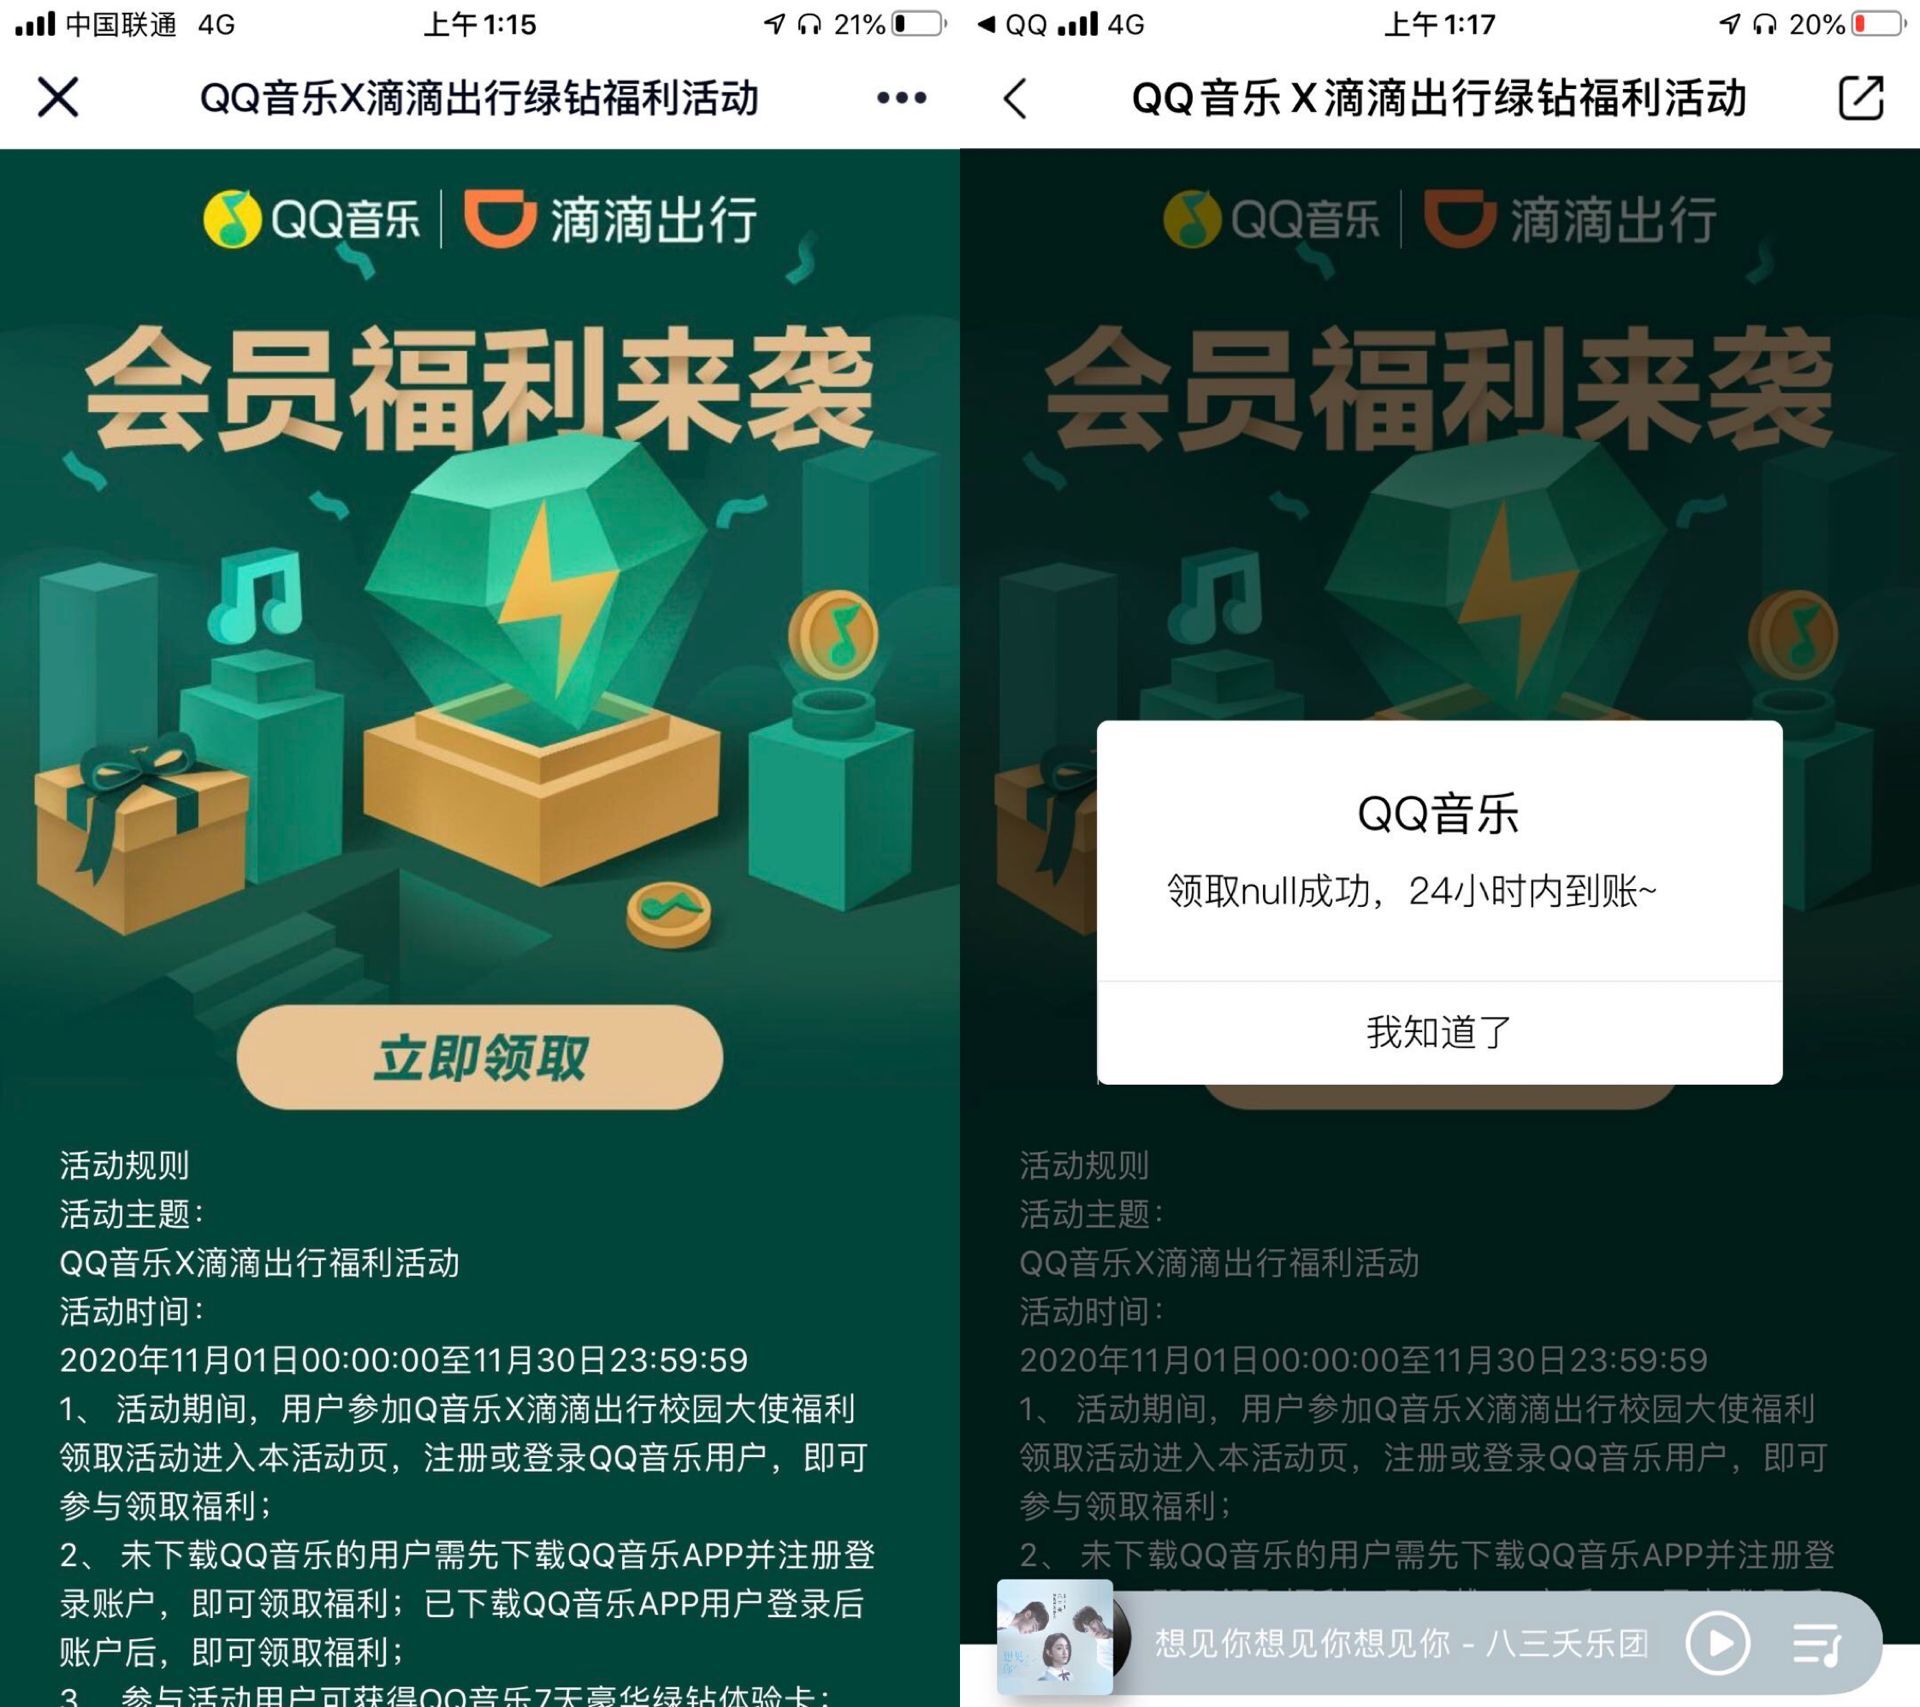 中国联通 4G
上午1:15
21%
QQ音乐X滴滴出行绿钻福利活动
QQ音乐 滴滴出行
会员福利来袭
立即领取
活动规则
活动主题：
QQ音乐X滴滴出行福利活动
活动时间：
2020年11月01日00:00:00至11月30日23:59:59
1、 活动期间，用户参加Q音乐X滴滴出行校园大使福利
领取活动进入本活动页，注册或登录QQ音乐用户，即可
参与领取福利；
2、 未下载QQ音乐的用户需先下载QQ音乐APP并注册登
录账户，即可领取福利；已下载QQ音乐APP用户登录后
账户后，即可领取福利；
3、 参与活动用户可获得QQ音乐7天豪华绿钻体验卡；
QQ 4G
上午1:17
20%
QQ音乐X滴滴出行绿钻福利活动
QQ音乐 滴滴出行
会员福利来袭
QQ音乐
领取null成功，24小时内到账~
我知道了
活动规则
活动主题：
QQ音乐X滴滴出行福利活动
活动时间：
2020年11月01日00:00:00至11月30日23:59:59
1、 活动期间，用户参加Q音乐X滴滴出行校园大使福利
领取活动进入本活动页，注册或登录QQ音乐用户，即可
参与领取福利；
2、 未下载QQ音乐的用户需先下载QQ音乐APP并注册登
想见你想见你想见你 - 八三夭乐团